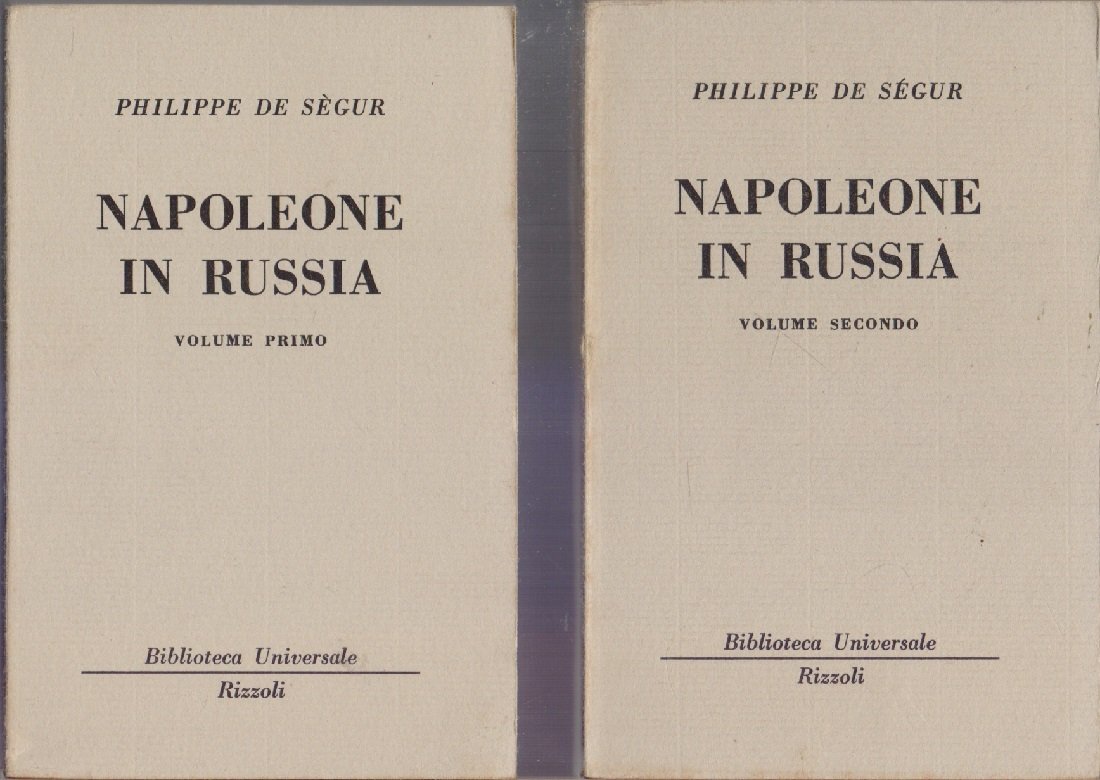 PHILIPPE DE SÈGUR
NAPOLEONE
IN RUSSIA
VOLUME PRIMO
Biblioteca Universale
Rizzoli
PHILIPPE DE SÉGUR
NAPOLEONE
IN RUSSIA
VOLUME SECONDO
Biblioteca Universale
Rizzoli